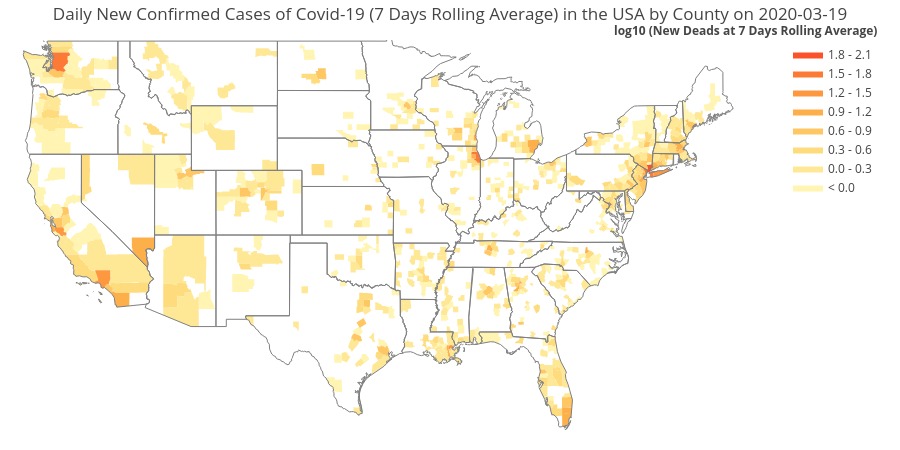 Daily New Confirmed Cases of Covid-19 (7 Days Rolling Average) in the USA by County on 2020-03-19
log10 (New Deads at 7 Days Rolling Average)
1.8 - 2.1
1.5 - 1.8
1.2 - 1.5
0.9 - 1.2
0.6 - 0.9
0.3 - 0.6
0.0 - 0.3
< 0.0